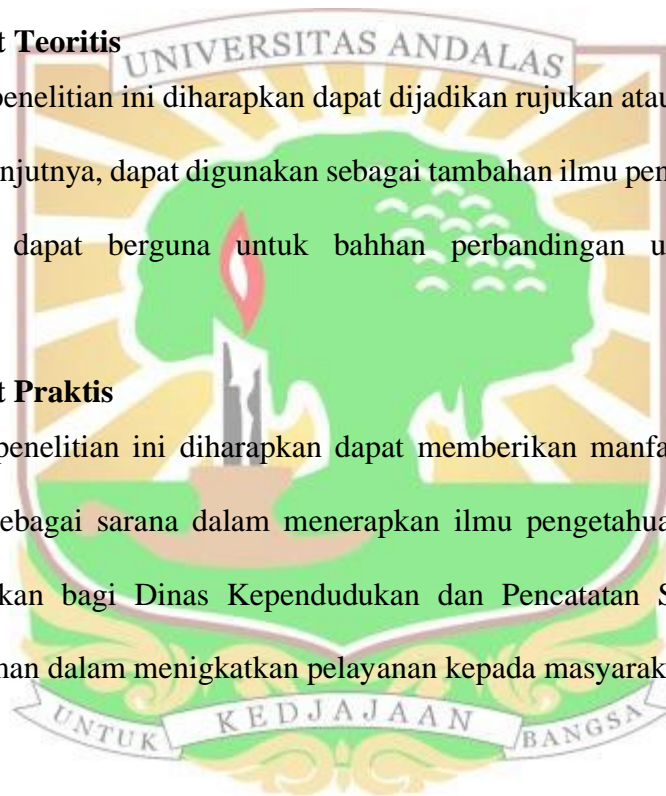 t Teoritis
UNIVERSITAS ANDALAS
penelitian ini diharapkan dapat dijadikan rujukan atau
njutnya, dapat digunakan sebagai tambahan ilmu pen
dapat berguna untuk bahhan perbandingan u
t Praktis
penelitian ini diharapkan dapat memberikan manfa
sebagai sarana dalam menerapkan ilmu pengetahua
kan bagi Dinas Kependudukan dan Pencatatan S
nan dalam menigkatkan pelayanan kepada masyarak
UNTUK KEDJAJAAN BANGSA